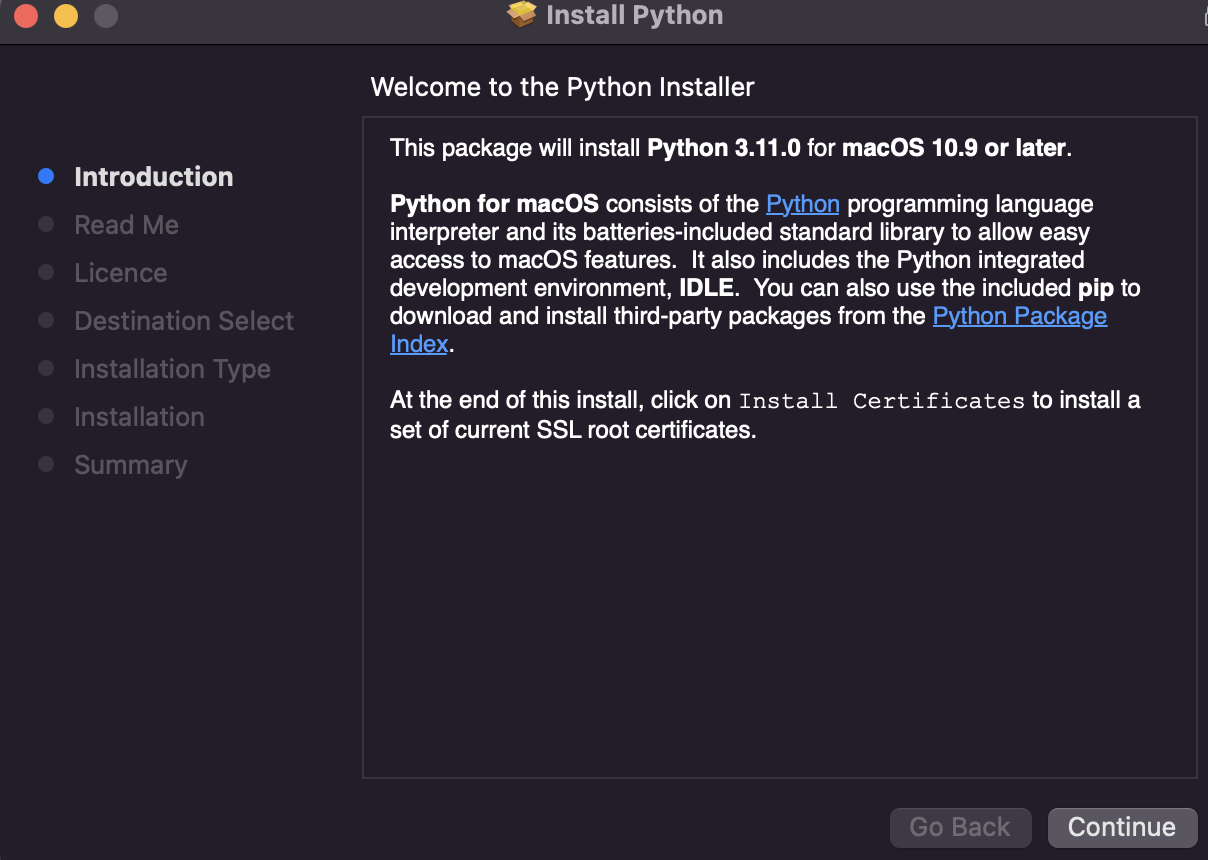 Install Python
Welcome to the Python Installer
Introduction
Read Me
Licence
Destination Select
Installation Type
Installation
Summary
This package will install Python 3.11.0 for macOS 10.9 or later.
Python for macOS consists of the Python programming language
interpreter and its batteries-included standard library to allow easy
access to macOS features.  It also includes the Python integrated
development environment, IDLE.  You can also use the included pip to
download and install third-party packages from the Python Package
Index.
At the end of this install, click on Install Certificates to install a
set of current SSL root certificates.
Go Back
Continue